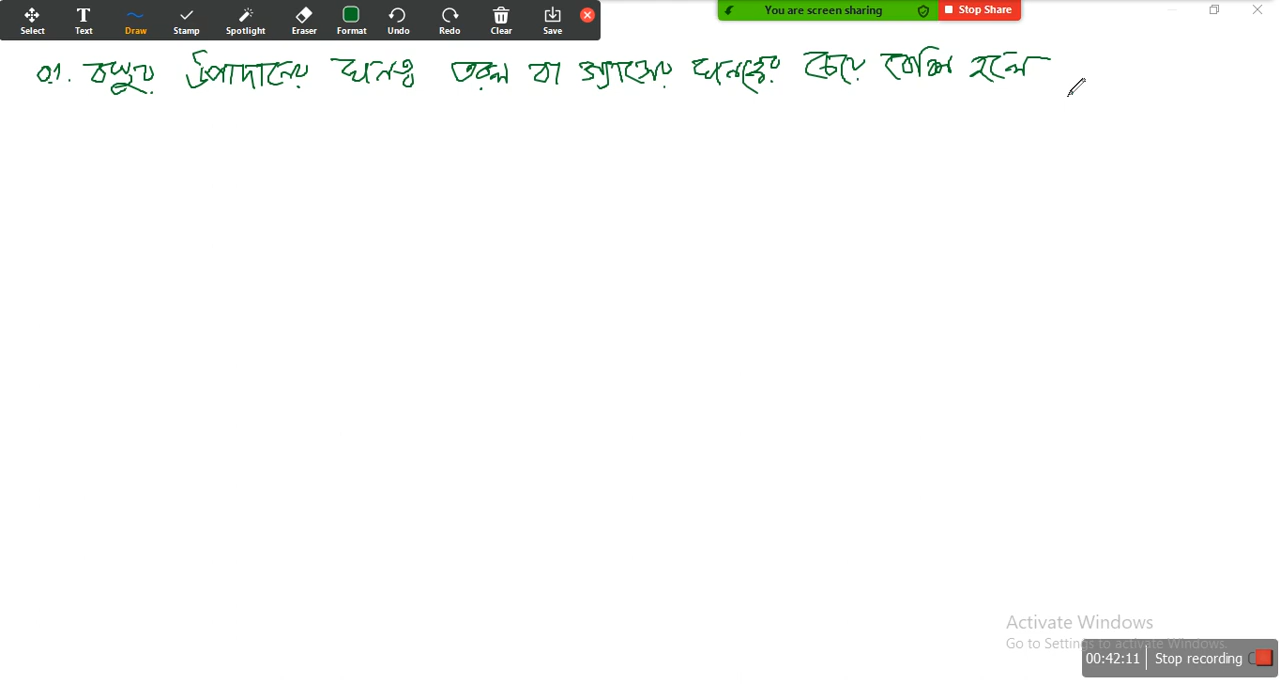 Select Text Draw Stamp Spotlight Eraser Format Undo Redo Clear Save
You are screen sharing Stop Share
০১. বস্তুর উপাদানের ঘনত্ব তরল বা গ্যাসের ঘনত্বের চেয়ে বেশি হলে
Activate Windows
Go to Settings to activate Windows.
00:42:11 Stop recording